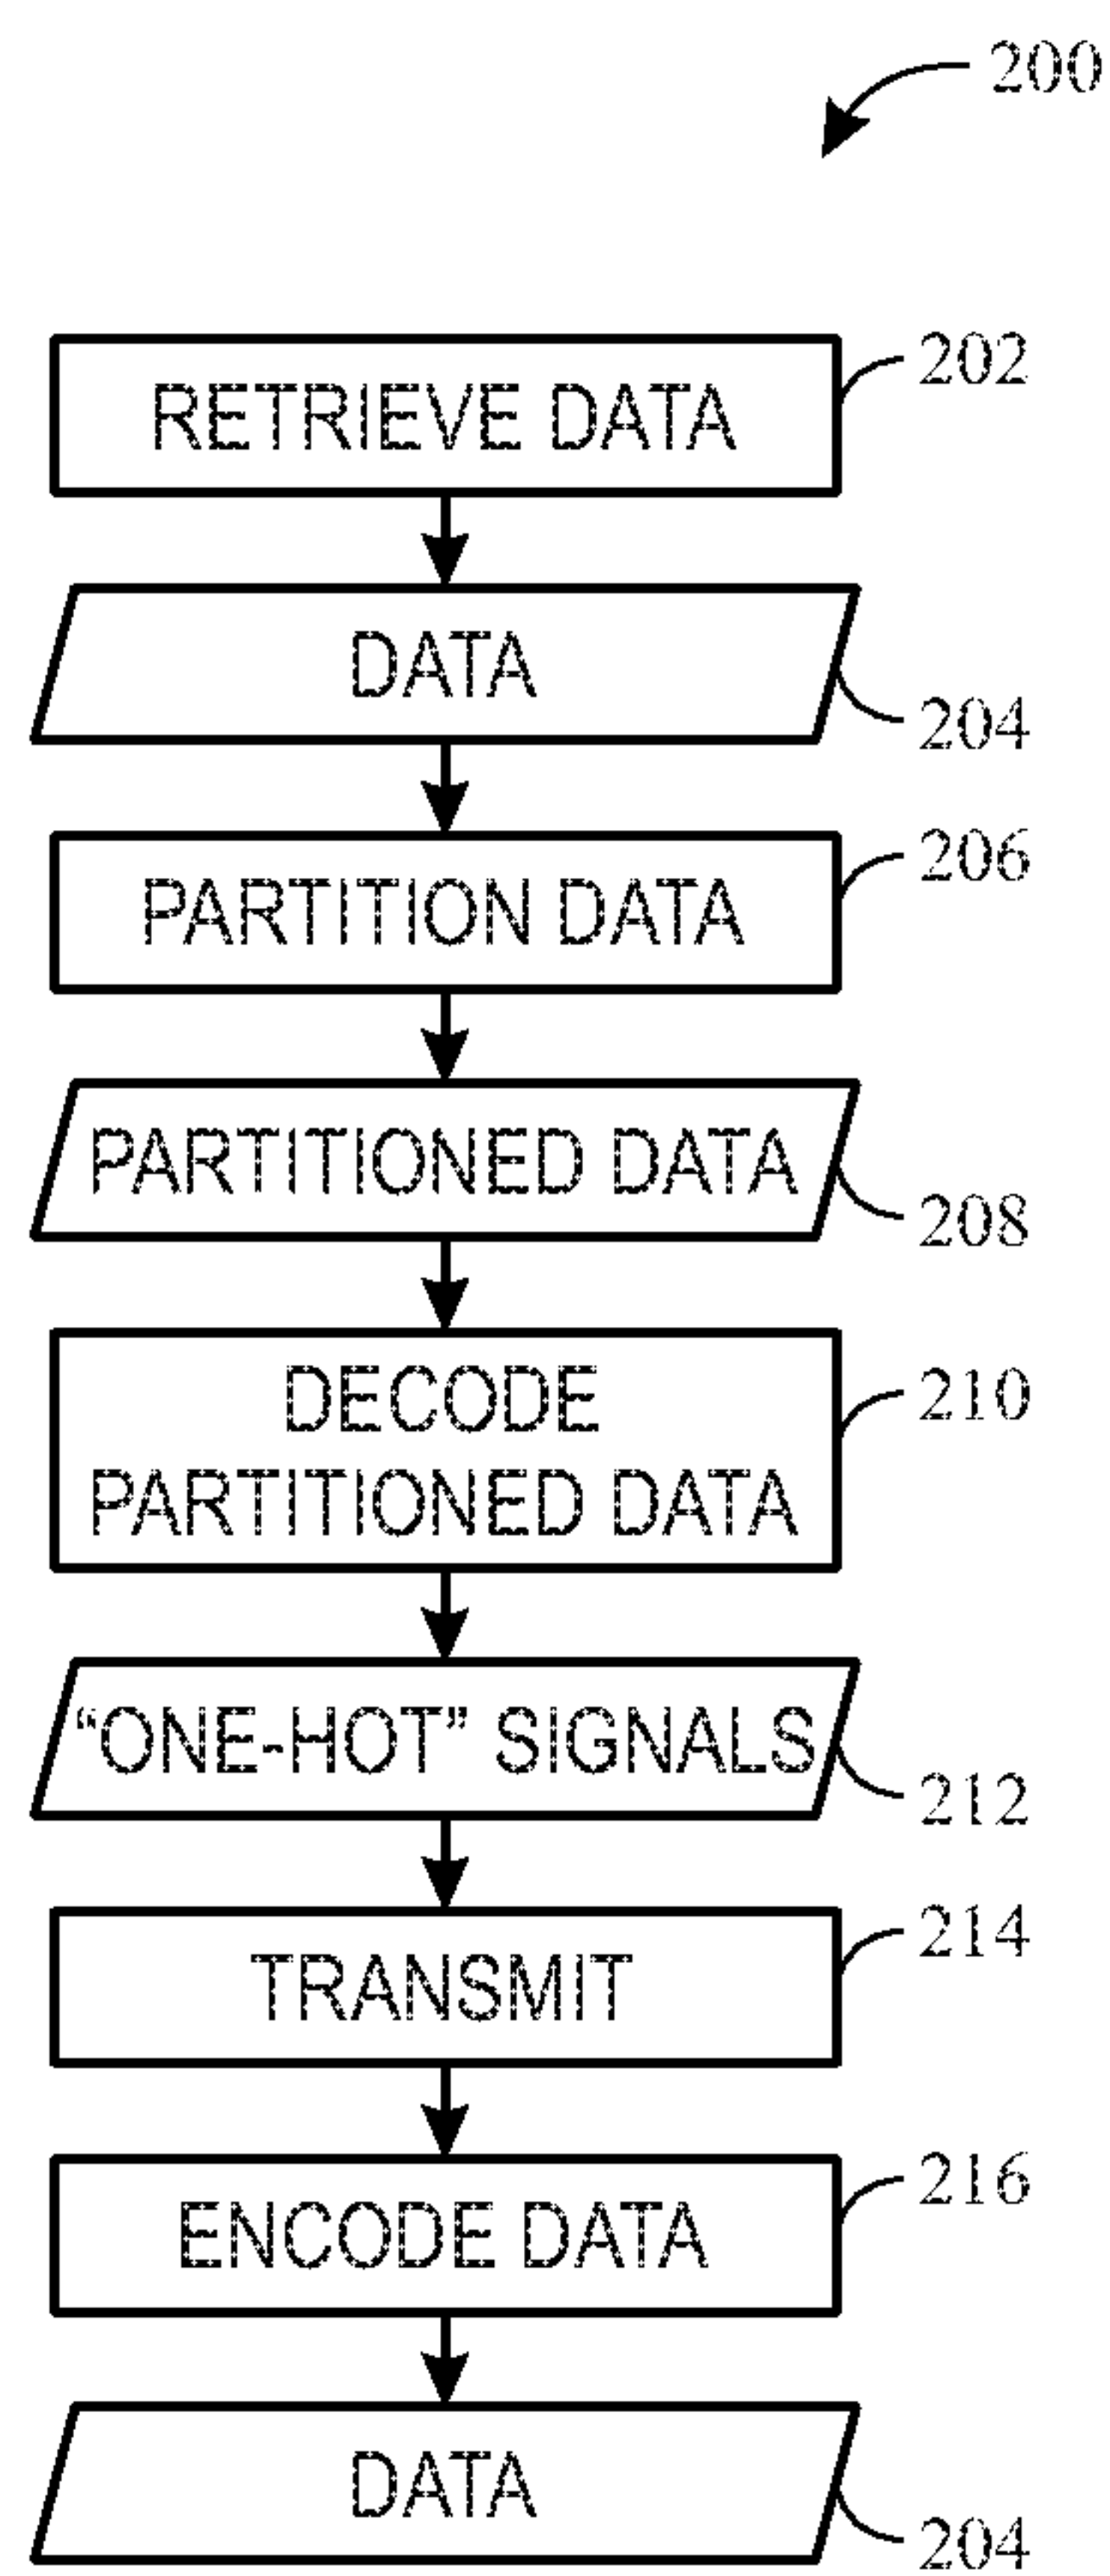 200
RETRIEVE DATA
202
DATA
204
PARTITION DATA
206
PARTITIONED DATA
208
DECODE
PARTITIONED DATA
210
“ONE-HOT” SIGNALS
212
TRANSMIT
214
ENCODE DATA
216
DATA
204